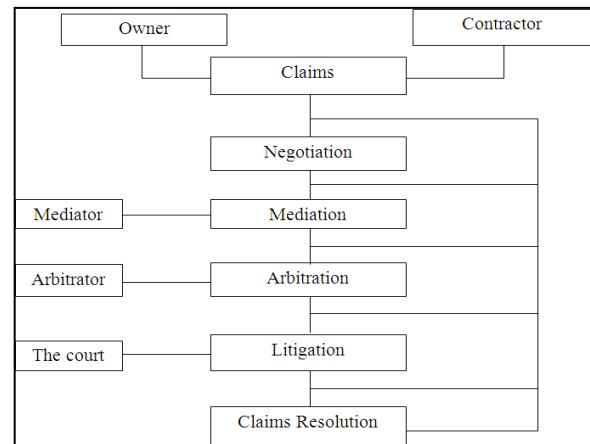 Owner
Contractor
Claims
Negotiation
Mediator
Mediation
Arbitrator
Arbitration
The court
Litigation
Claims Resolution